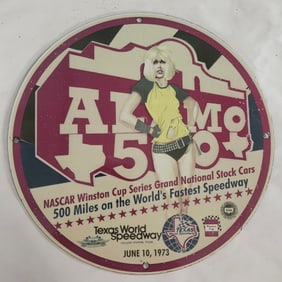 ALAMO
500
NASCAR Winston Cup Series Grand National Stock Cars
500 Miles on the World's Fastest Speedway
Texas World
Speedway
TEXAS
JUNE 10, 1973